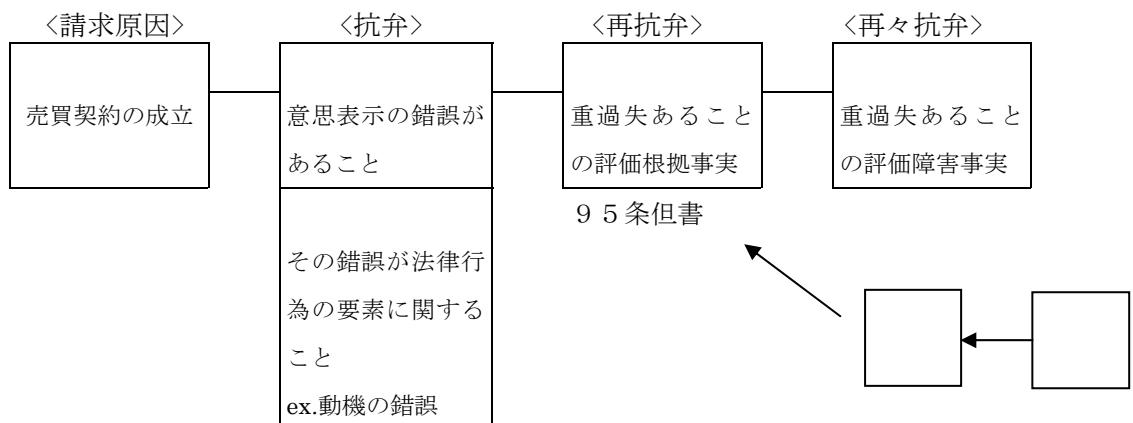 <請求原因>
<抗弁>
<再抗弁>
<再々抗弁>
売買契約の成立
意思表示の錯誤が
あること
その錯誤が法律行
為の要素に関する
こと
ex.動機の錯誤
重過失あること
の評価根拠事実
95条但書
重過失あること
の評価障害事実